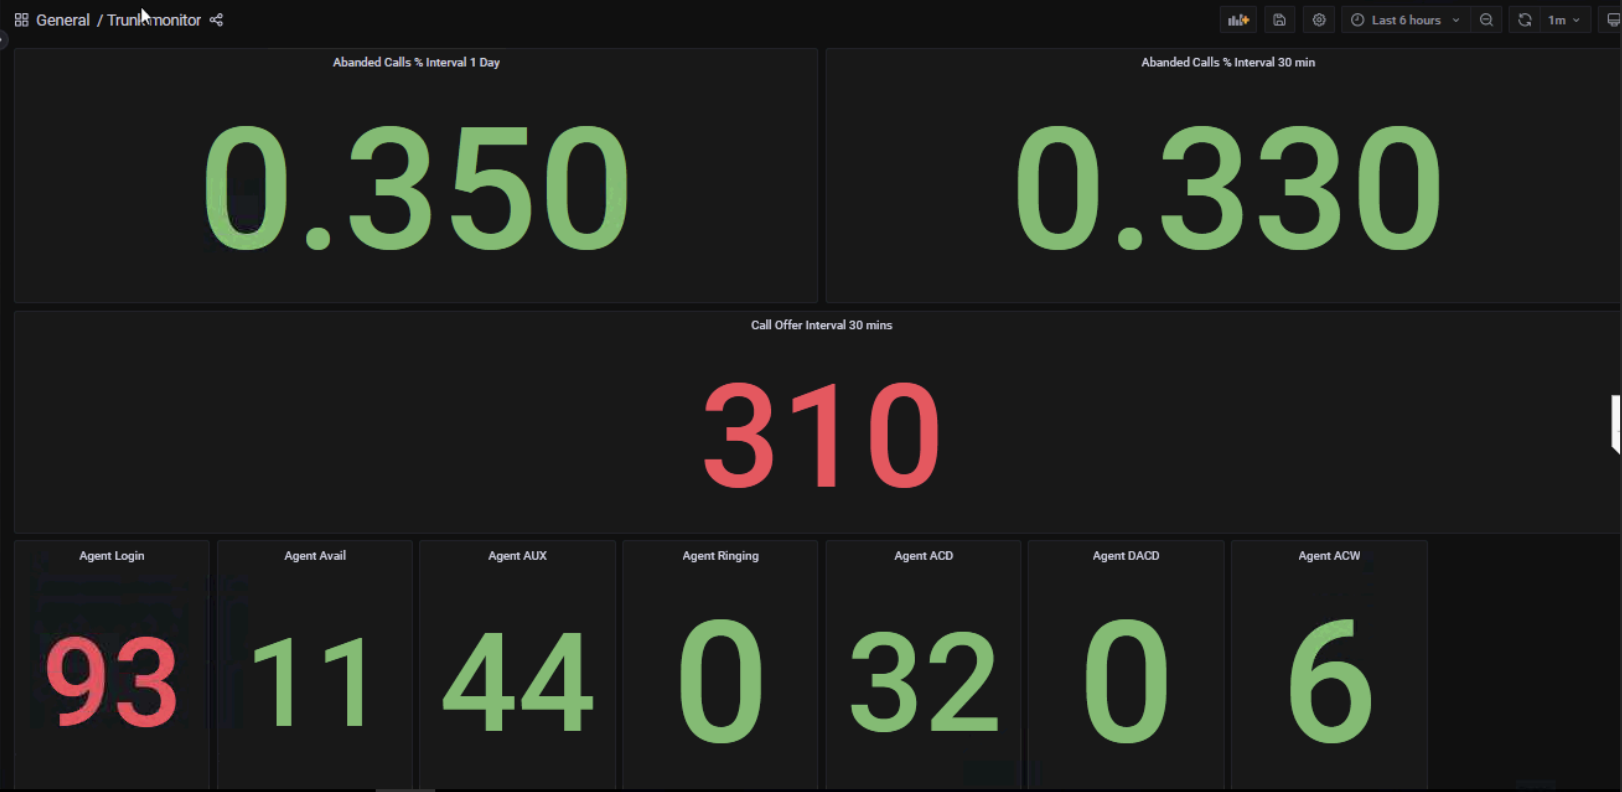 General / Trunk monitor
Last 6 hours
1m
Abanded Calls % Interval 1 Day
Abanded Calls % Interval 30 min
0.350
0.330
Call Offer Interval 30 mins
310
Agent Login
Agent Avail
Agent AUX
Agent Ringing
Agent ACD
Agent DACD
Agent ACW
93
11
44
0
32
0
6